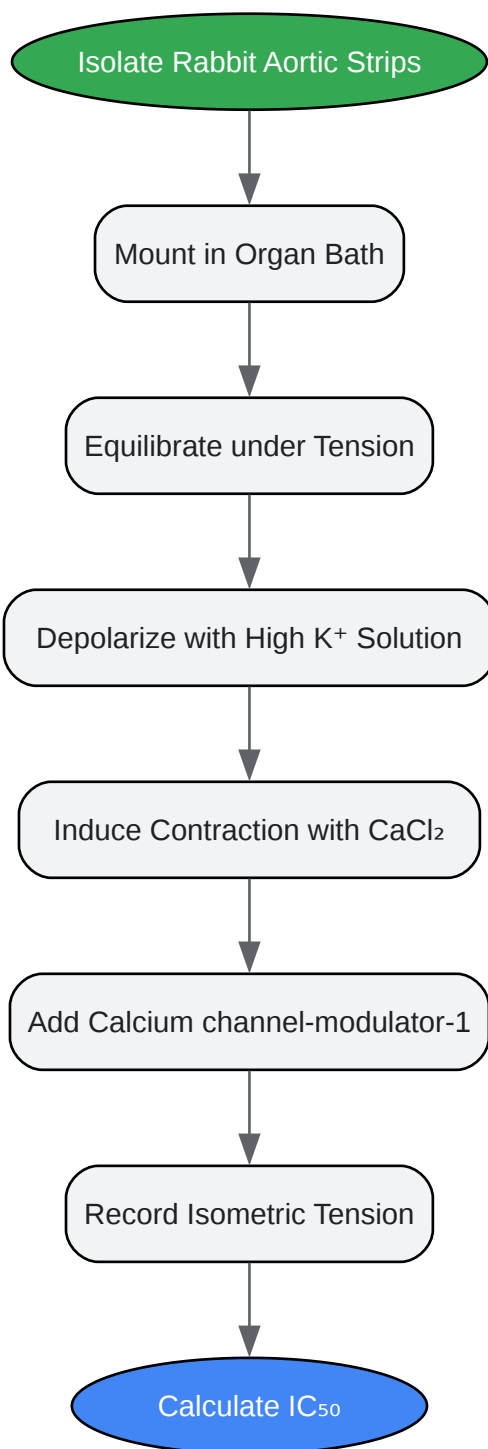 Isolate Rabbit Aortic Strips
Mount in Organ Bath
Equilibrate under Tension
Depolarize with High K⁺ Solution
Induce Contraction with CaCl₂
Add Calcium channel-modulator-1
Record Isometric Tension
Calculate IC₅₀